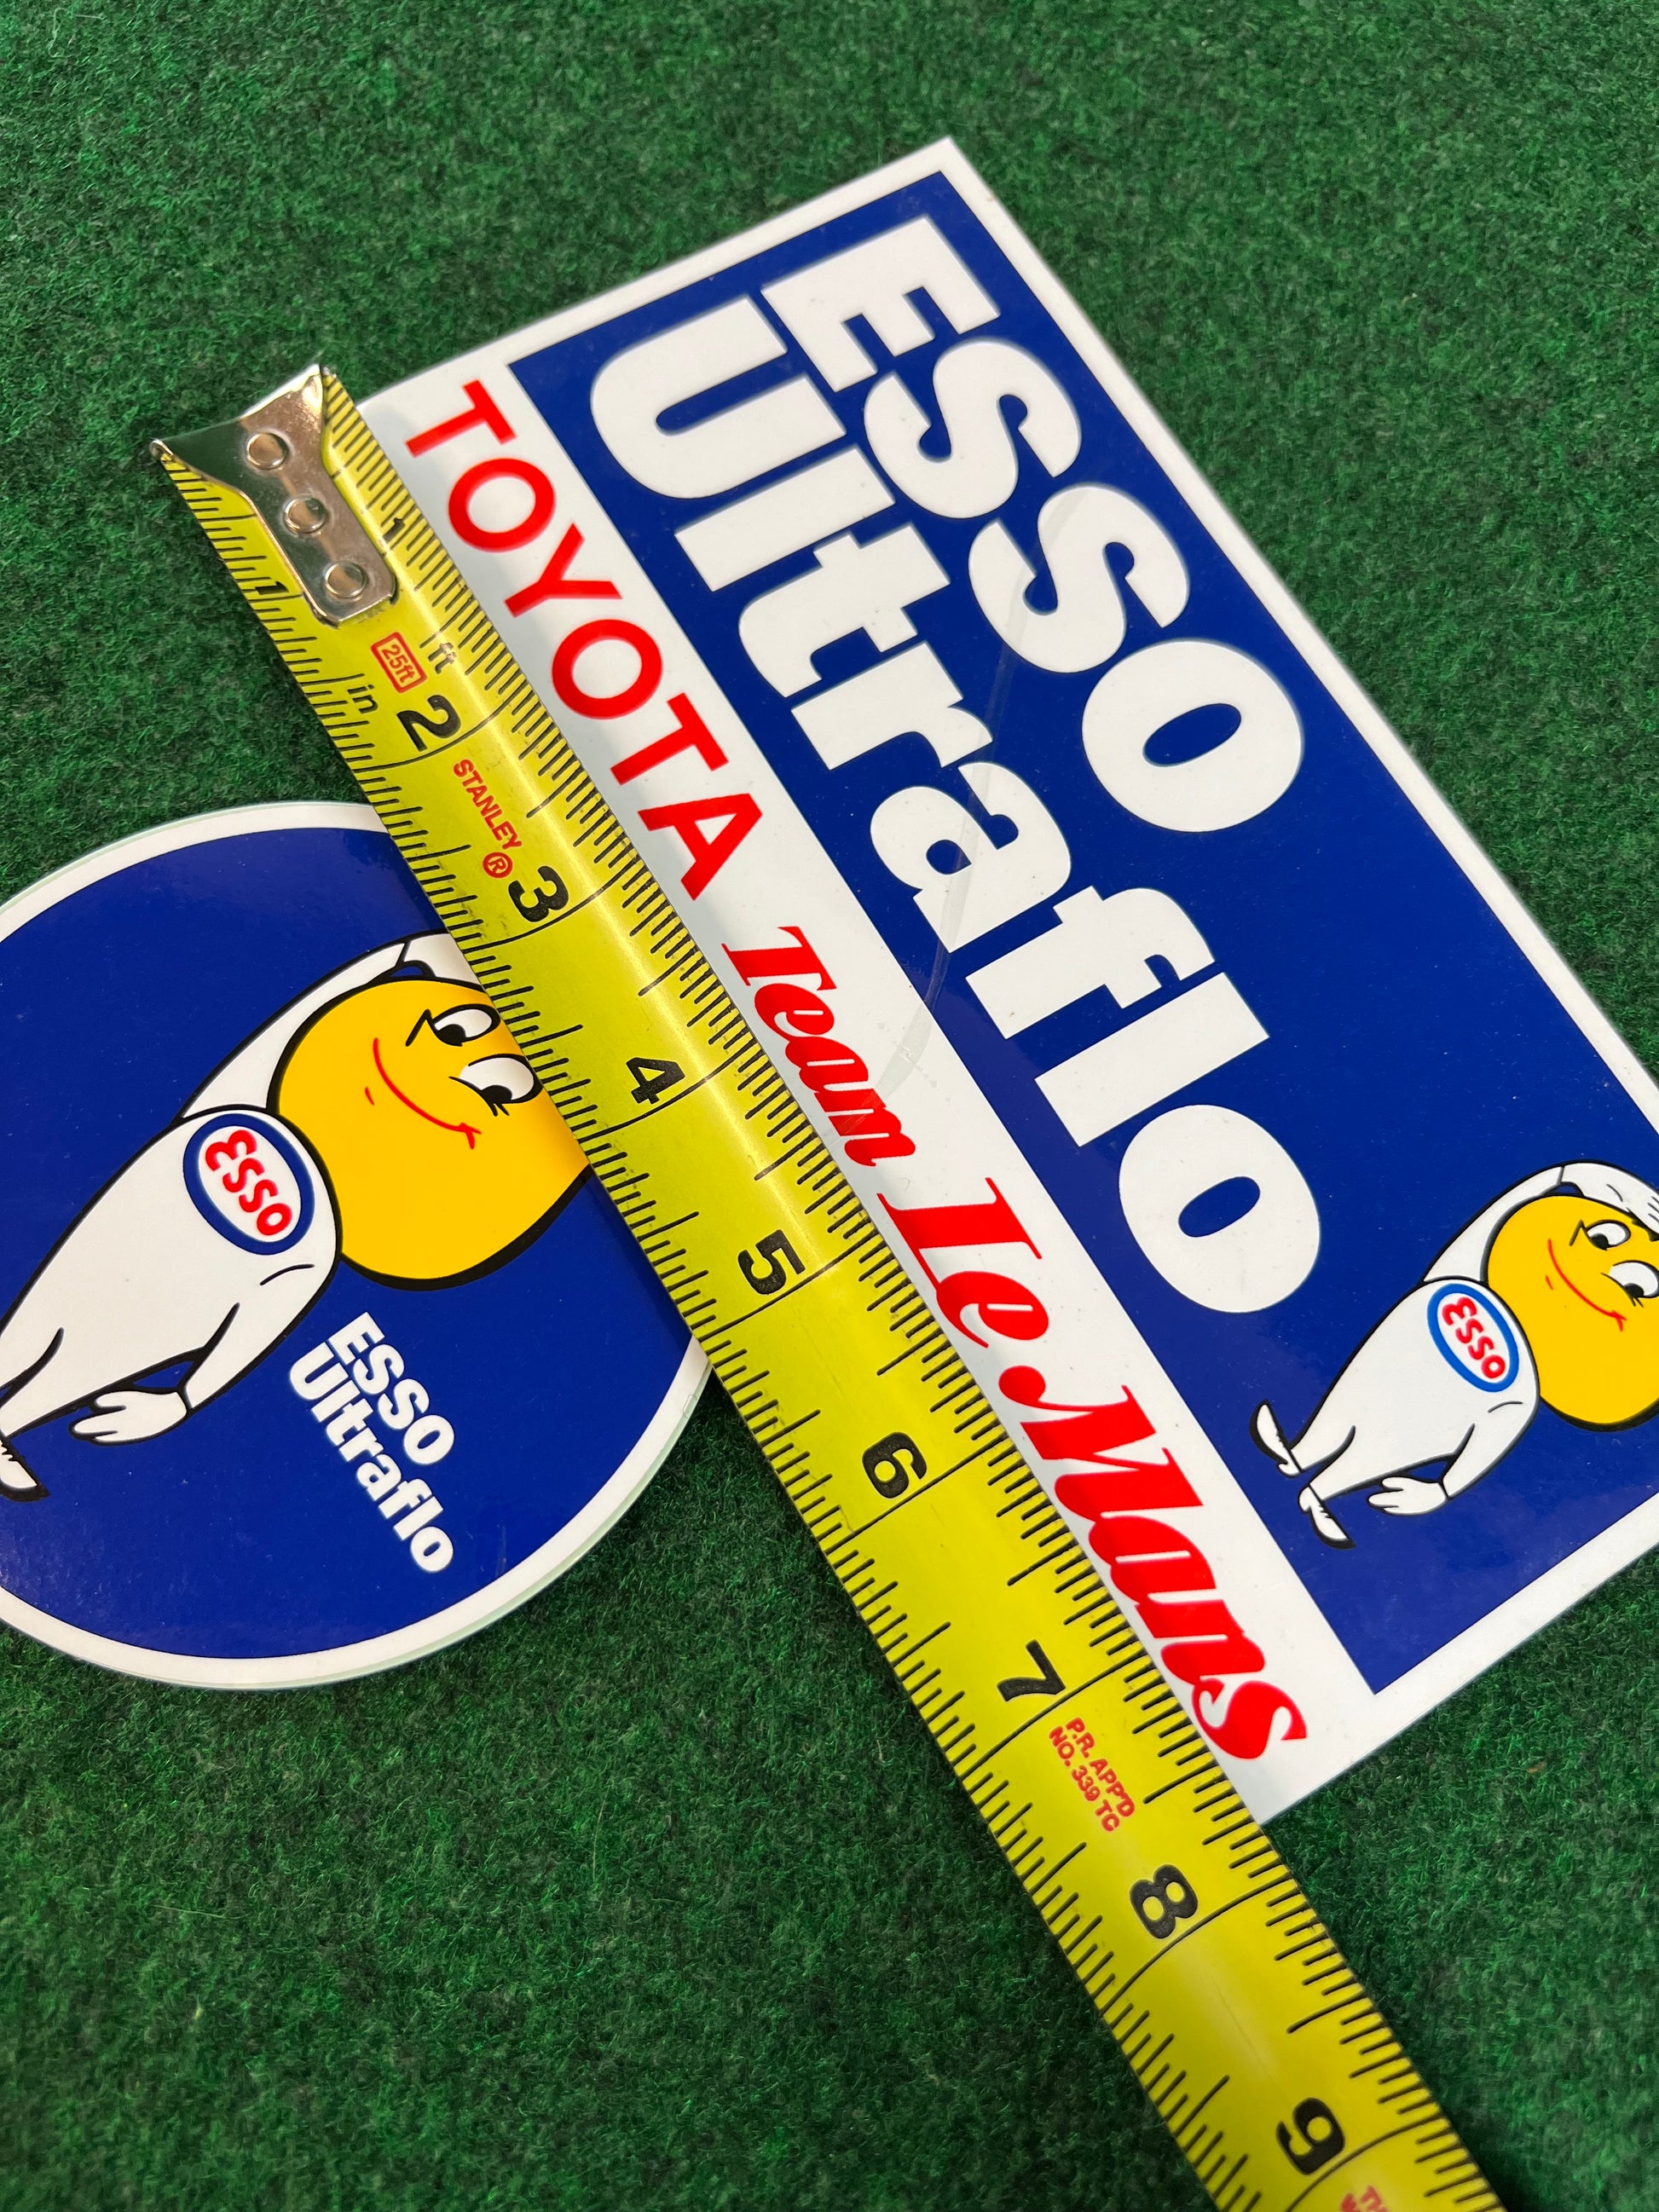 ESSO
Ultraflo
TOYOTA Team Le Mans
ESSO
ESSO
ESSO
Ultraflo
1
1
25ft
ft
in
2
STANLEY®
3
4
5
6
7
P.R. APP'D
NO. 339 TC
8
9